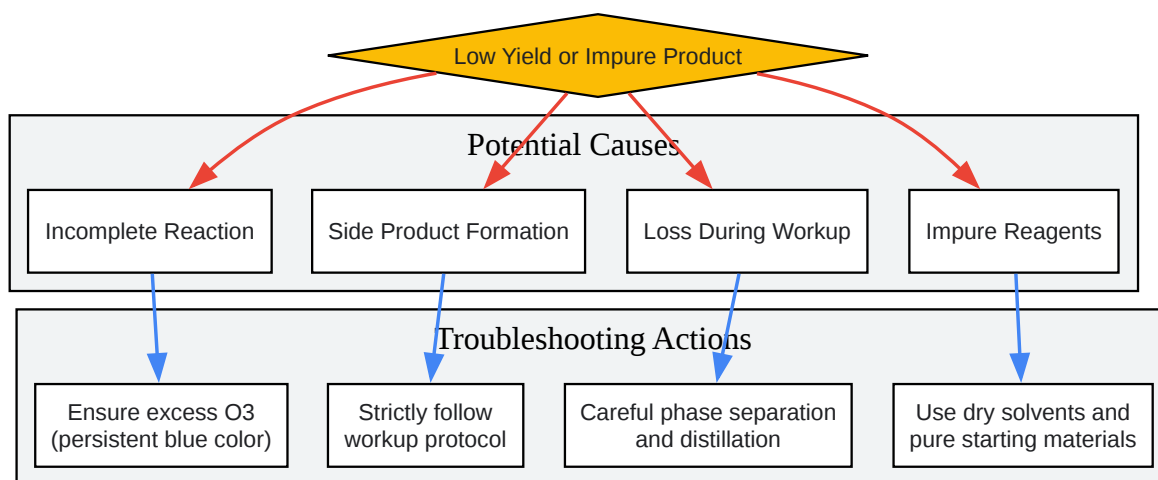 Low Yield or Impure Product
Potential Causes
Incomplete Reaction
Side Product Formation
Loss During Workup
Impure Reagents
Troubleshooting Actions
Ensure excess O3
(persistent blue color)
Strictly follow
workup protocol
Careful phase separation
and distillation
Use dry solvents and
pure starting materials